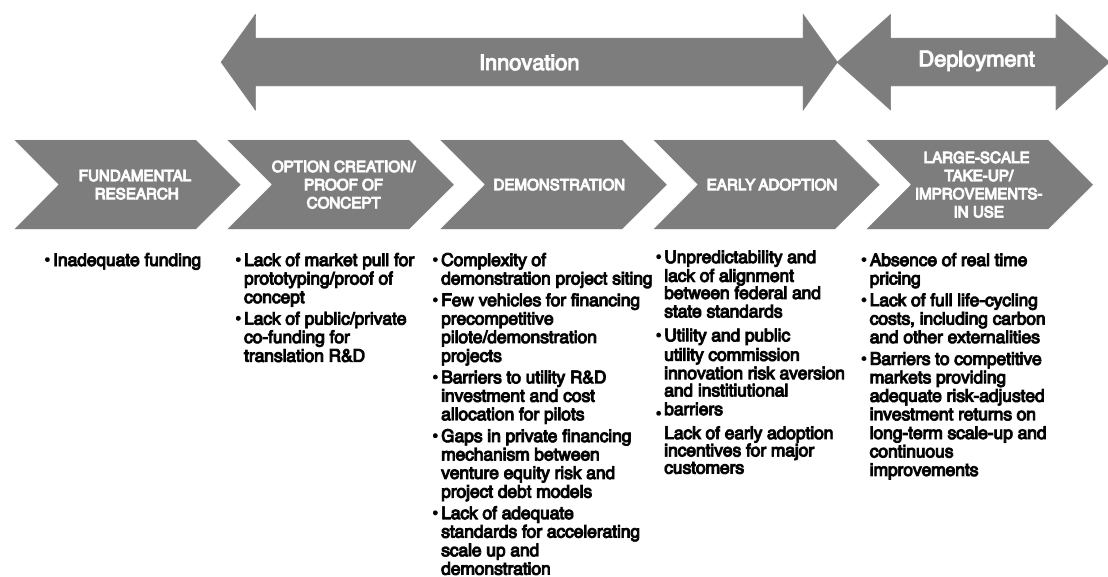 Innovation
Deployment
FUNDAMENTAL
RESEARCH
OPTION CREATION/
PROOF OF
CONCEPT
DEMONSTRATION
EARLY ADOPTION
LARGE-SCALE
TAKE-UP/
IMPROVEMENTS-
IN USE
• Inadequate funding
• Lack of market pull for
prototyping/proof of
concept
• Lack of public/private
co-funding for
translation R&D
• Complexity of
demonstration project siting
• Few vehicles for financing
precompetitive
pilote/demonstration
projects
• Barriers to utility R&D
investment and cost
allocation for pilots
• Gaps in private financing
mechanism between
venture equity risk and
project debt models
• Lack of adequate
standards for accelerating
scale up and
demonstration
• Unpredictability and
lack of alignment
between federal and
state standards
• Utility and public
utility commission
innovation risk aversion
and institiutional
• barriers
Lack of early adoption
incentives for major
customers
• Absence of real time
pricing
• Lack of full life-cycling
costs, including carbon
and other externalities
• Barriers to competitive
markets providing
adequate risk-adjusted
investment returns on
long-term scale-up and
continuous
improvements